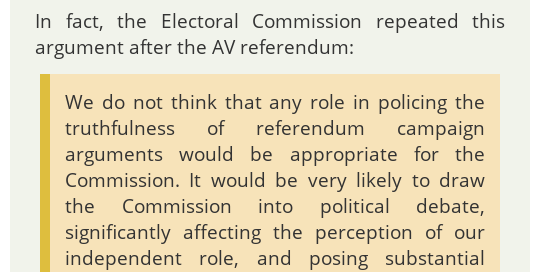 In fact, the Electoral Commission repeated this
argument after the AV referendum:
We do not think that any role in policing the
truthfulness of referendum campaign
arguments would be appropriate for the
Commission. It would be very likely to draw
the Commission into political debate,
significantly affecting the perception of our
independent role, and posing substantial